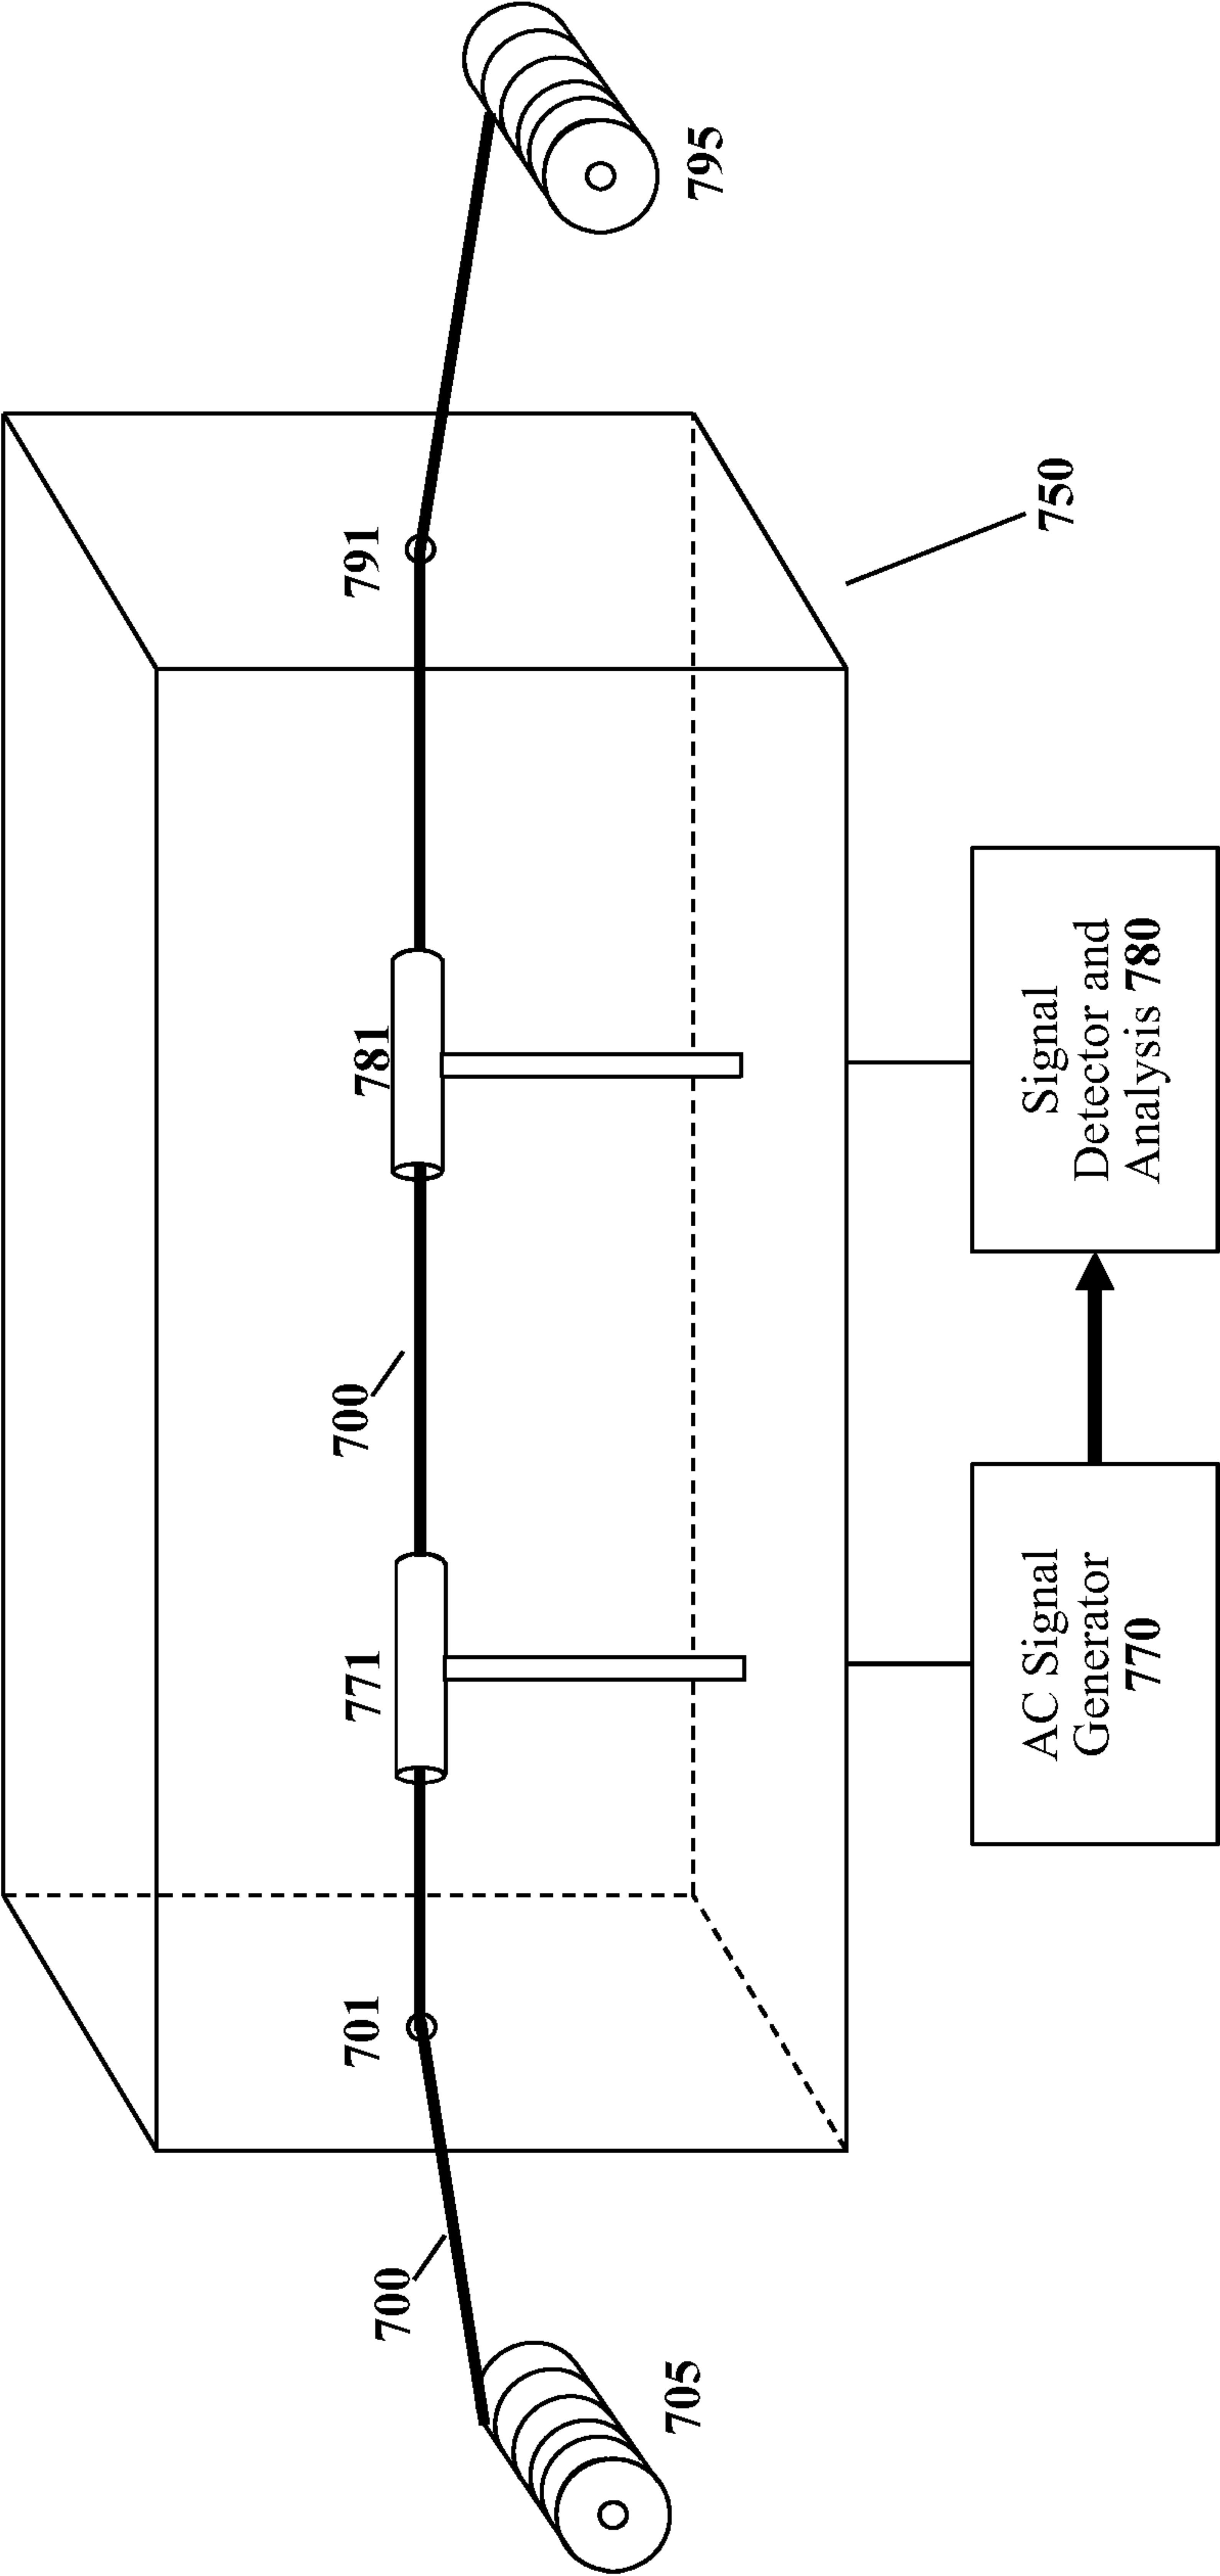 700
705
701
771
700
781
791
795
750
AC Signal
Generator
770
Signal
Detector and
Analysis 780